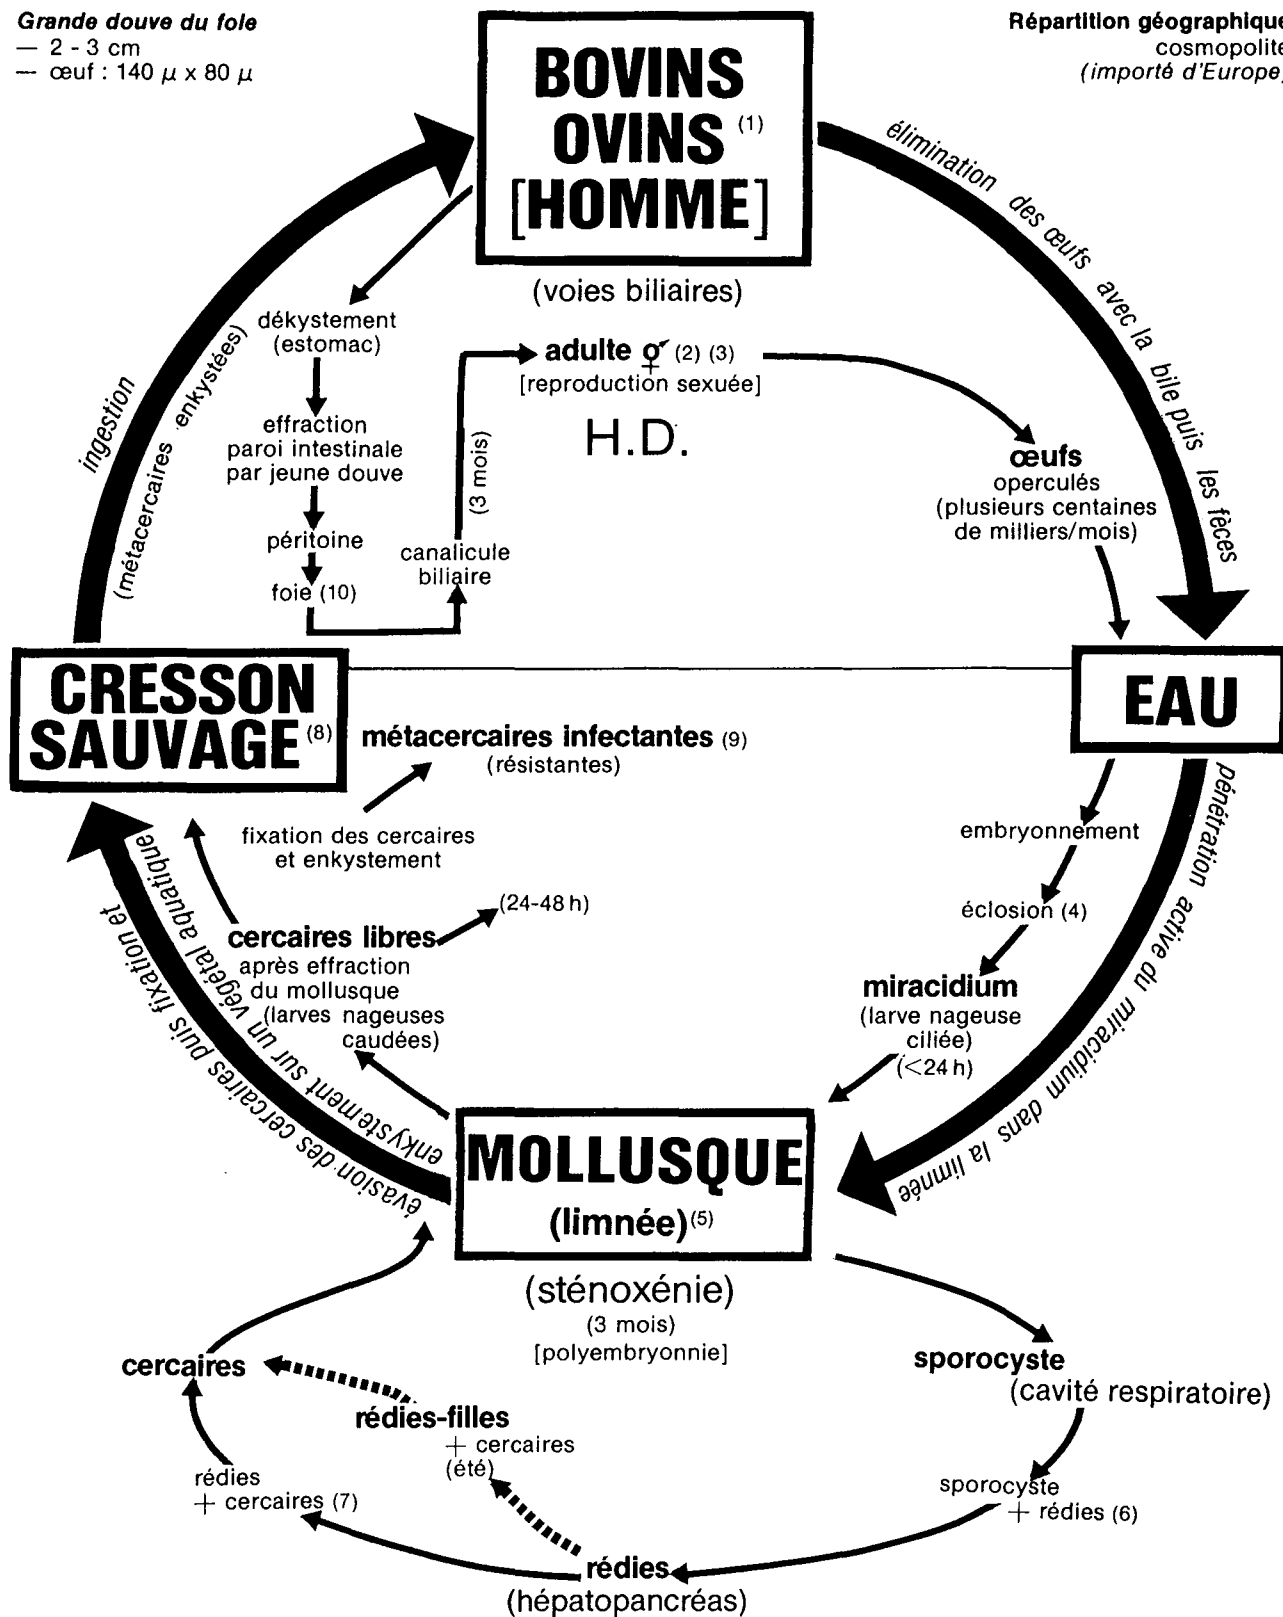 Grande douve du foie
— 2 - 3 cm
— œuf : 140 µ x 80 µ
Répartition géographique
cosmopolite
(importé d'Europe)
BOVINS
OVINS (1)
[HOMME]
(voies biliaires)
élimination des œufs avec la bile puis les fèces
ingestion
(métacercaires enkystées)
dékystement
(estomac)
effraction
paroi intestinale
par jeune douve
péritoine
foie (10)
canalicule
biliaire
(3 mois)
adulte ⚥ (2) (3)
[reproduction sexuée]
H.D.
œufs
operculés
(plusieurs centaines
de milliers/mois)
CRESSON
SAUVAGE (8)
EAU
métacercaires infectantes (9)
(résistantes)
fixation des cercaires
et enkystement
(24-48 h)
cercaires libres
après effraction
du mollusque
(larves nageuses
caudées)
embryonnement
éclosion (4)
miracidium
(larve nageuse
ciliée)
(<24 h)
pénétration active du miracidium dans la limnée
évasion des cercaires puis fixation et
enkystement sur un végétal aquatique
MOLLUSQUE
(limnée) (5)
(sténoxénie)
(3 mois)
[polyembryonnie]
sporocyste
(cavité respiratoire)
sporocyste
+ rédies (6)
rédies
(hépatopancréas)
rédies-filles
+ cercaires
(été)
rédies
+ cercaires (7)
cercaires